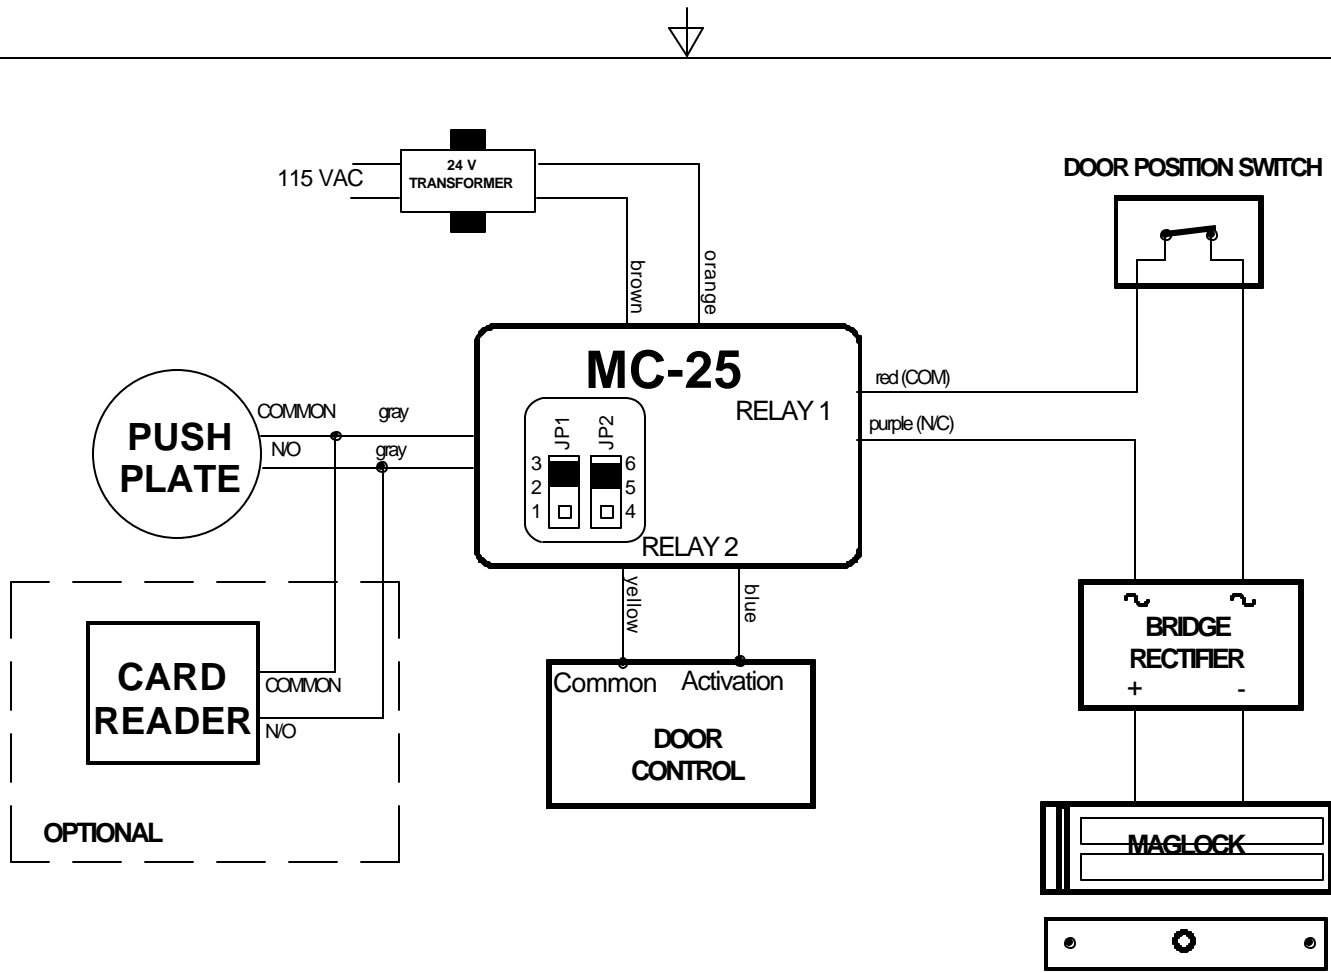 24 V
TRANSFORMER
115 VAC
DOOR POSITION SWITCH
brown
orange
MC-25
RELAY 1
red (COM)
purple (N/C)
PUSH
PLATE
COMMON
gray
N/O
gray
JP1
JP2
3
6
2
5
1
4
RELAY 2
yellow
blue
Common
Activation
DOOR
CONTROL
BRIDGE
RECTIFIER
+
-
CARD
READER
COMMON
N/O
OPTIONAL
MAGLOCK